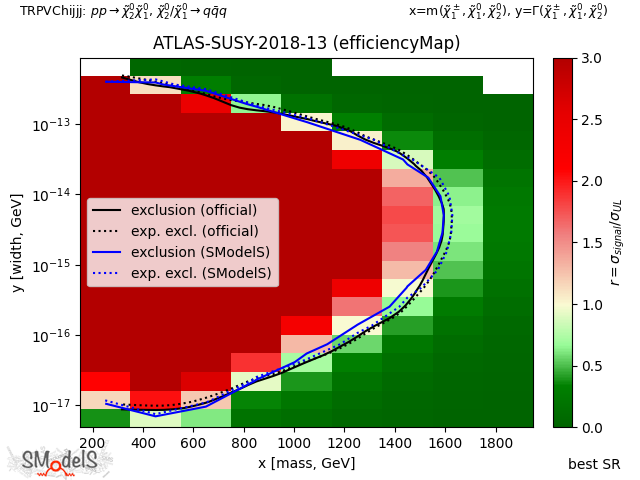 TRPVChijjj: pp → χ̃₂⁰χ̃₁⁰, χ̃₂⁰/χ̃₁⁰ → qq̄q
x=m(χ̃₁±, χ̃₁⁰, χ̃₂⁰), y=Γ(χ̃₁±, χ̃₁⁰, χ̃₂⁰)
ATLAS-SUSY-2018-13 (efficiencyMap)
3.0
2.5
2.0
1.5
1.0
0.5
0.0
r = σ_signal/σ_UL
10⁻¹³
10⁻¹⁴
10⁻¹⁵
10⁻¹⁶
10⁻¹⁷
y [width, GeV]
exclusion (official)
exp. excl. (official)
exclusion (SModelS)
exp. excl. (SModelS)
200 400 600 800 1000 1200 1400 1600 1800
x [mass, GeV]
SModelS
best SR